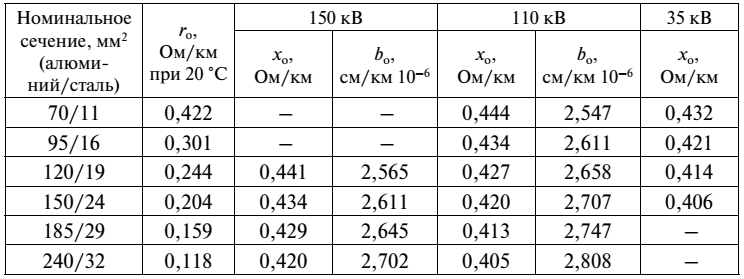 Номинальное сечение, мм² (алюми-ний/сталь) | r₀, Ом/км при 20 °C | 150 кВ | 110 кВ | 35 кВ
x₀, Ом/км | b₀, см/км 10⁻⁶ | x₀, Ом/км | b₀, см/км 10⁻⁶ | x₀, Ом/км
70/11 | 0,422 | – | – | 0,444 | 2,547 | 0,432
95/16 | 0,301 | – | – | 0,434 | 2,611 | 0,421
120/19 | 0,244 | 0,441 | 2,565 | 0,427 | 2,658 | 0,414
150/24 | 0,204 | 0,434 | 2,611 | 0,420 | 2,707 | 0,406
185/29 | 0,159 | 0,429 | 2,645 | 0,413 | 2,747 | –
240/32 | 0,118 | 0,420 | 2,702 | 0,405 | 2,808 | –